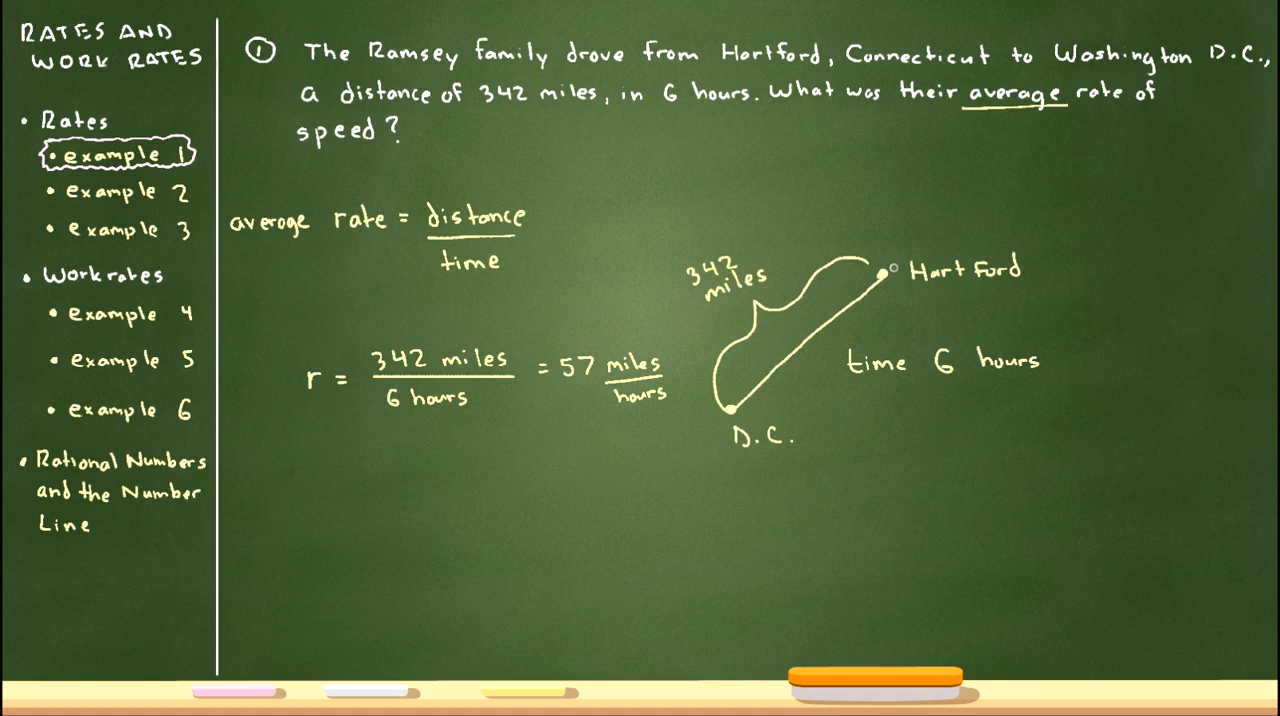 RATES AND
WORK RATES
• Rates
• example 1
• example 2
• example 3
• Work rates
• example 4
• example 5
• example 6
• Rational Numbers
and the Number
Line
① The Ramsey family drove from Hartford, Connecticut to Washington D.C.,
a distance of 342 miles, in 6 hours. What was their average rate of
speed?
average rate = distance
time
r = 342 miles
6 hours
= 57 miles
hours
342
miles
Hartford
time 6 hours
D.C.